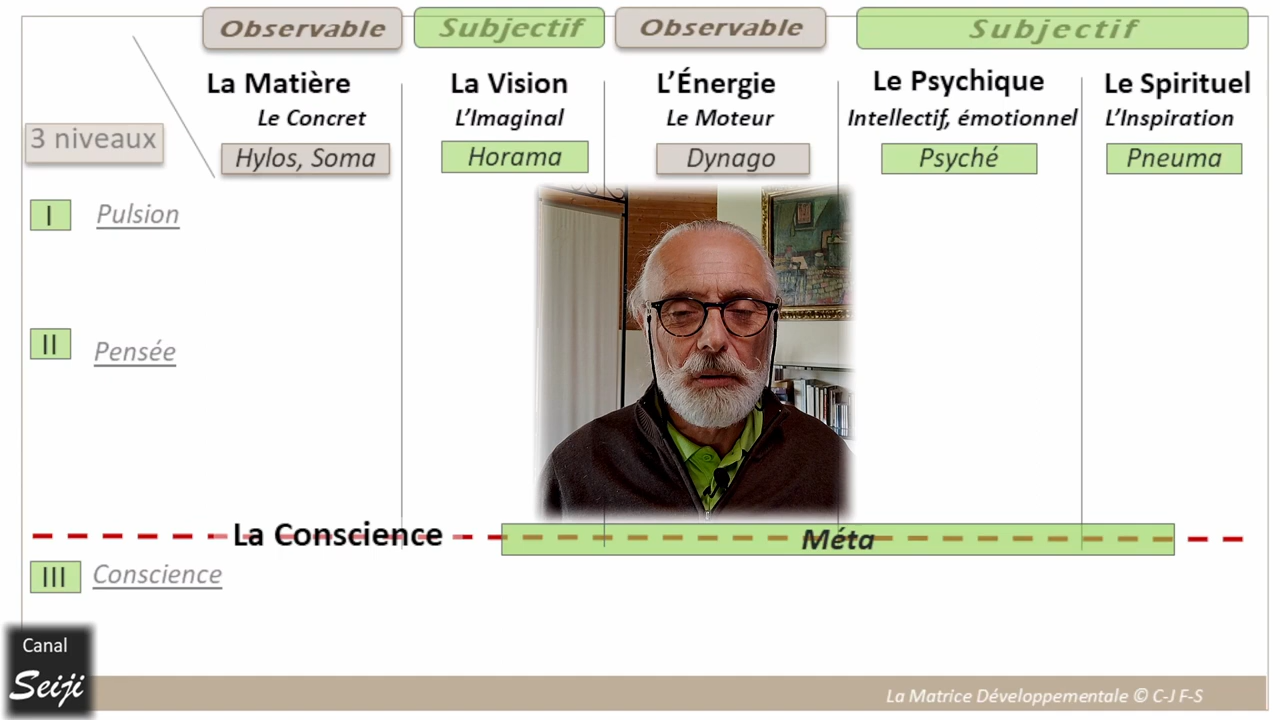 Observable
Subjectif
Observable
Subjectif
La Matière
La Vision
L’Énergie
Le Psychique
Le Spirituel
Le Concret
L’Imaginal
Le Moteur
Intellectif, émotionnel
L’Inspiration
3 niveaux
Hylos, Soma
Horama
Dynago
Psyché
Pneuma
I Pulsion
II Pensée
La Conscience
Méta
III Conscience
Canal
Seiji
La Matrice Développementale © C-J F-S